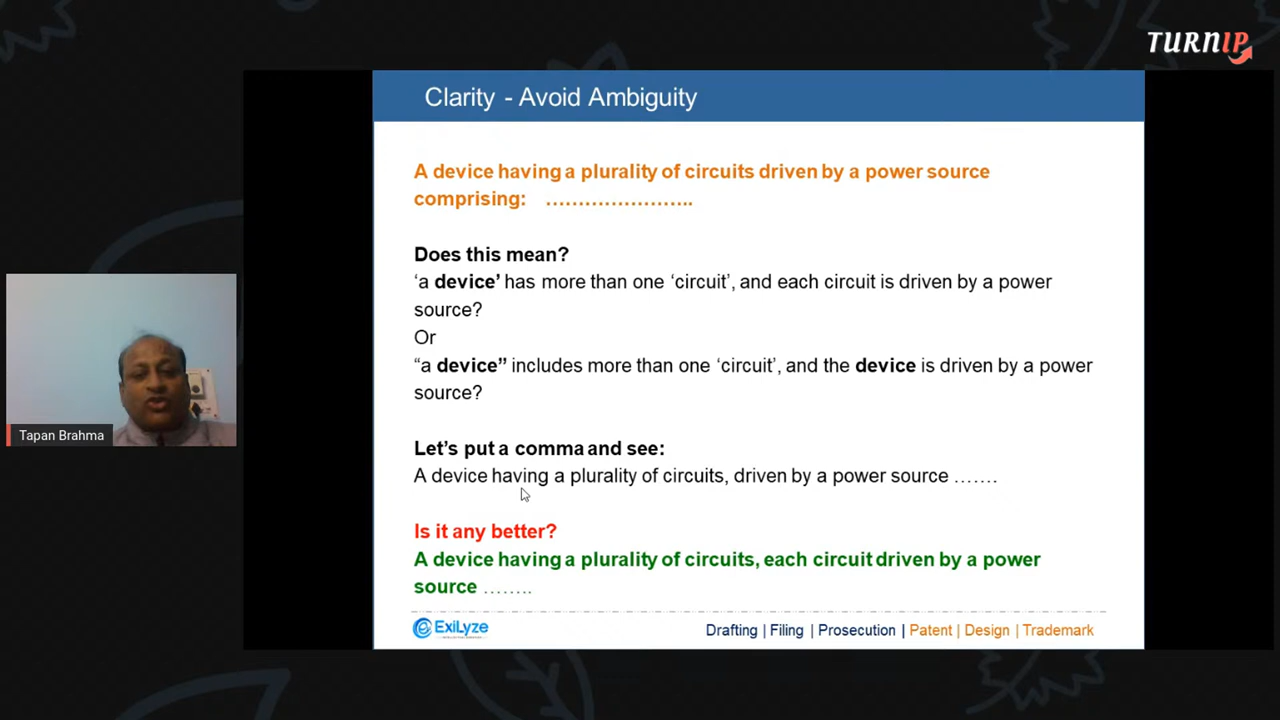 TURNIP
Clarity - Avoid Ambiguity
A device having a plurality of circuits driven by a power source
comprising: …………………..
Does this mean?
‘a device’ has more than one ‘circuit’, and each circuit is driven by a power
source?
Or
“a device” includes more than one ‘circuit’, and the device is driven by a power
source?
Let’s put a comma and see:
A device having a plurality of circuits, driven by a power source …….
Is it any better?
A device having a plurality of circuits, each circuit driven by a power
source ……..
Tapan Brahma
ExiLyze
Drafting | Filing | Prosecution | Patent | Design | Trademark